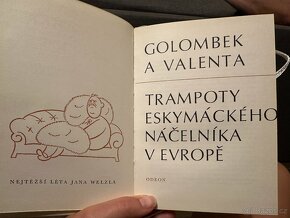 NEJTĚŽŠÍ LÉTA JANA WELZLA
GOLOMBEK
A VALENTA
TRAMPOTY
ESKYMÁCKÉHO
NÁČELNÍKA
V EVROPĚ
ODEON